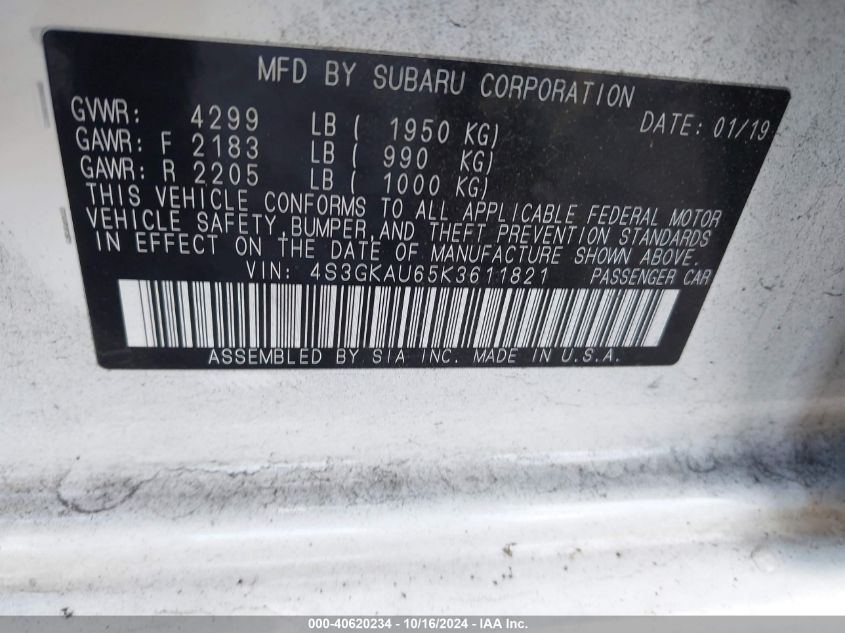 MFD BY SUBARU CORPORATION
GVWR: 4299 LB ( 1950 KG) DATE: 01/19
GAWR: F 2183 LB ( 990 KG)
GAWR: R 2205 LB ( 1000 KG)
THIS VEHICLE CONFORMS TO ALL APPLICABLE FEDERAL MOTOR
VEHICLE SAFETY,BUMPER,AND THEFT PREVENTION STANDARDS
IN EFFECT ON THE DATE OF MANUFACTURE SHOWN ABOVE.
VIN: 4S3GKAU65K3611821 PASSENGER CAR
ASSEMBLED BY SIA INC. MADE IN U.S.A.
000-40620234 - 10/16/2024 - IAA Inc.